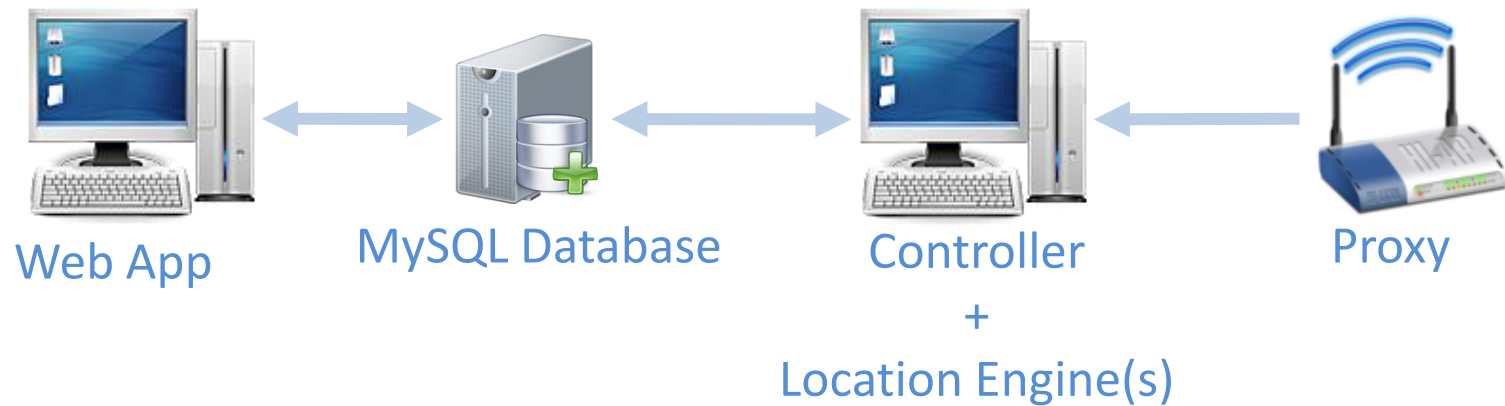 Web App
MySQL Database
Controller
+
Location Engine(s)
Proxy